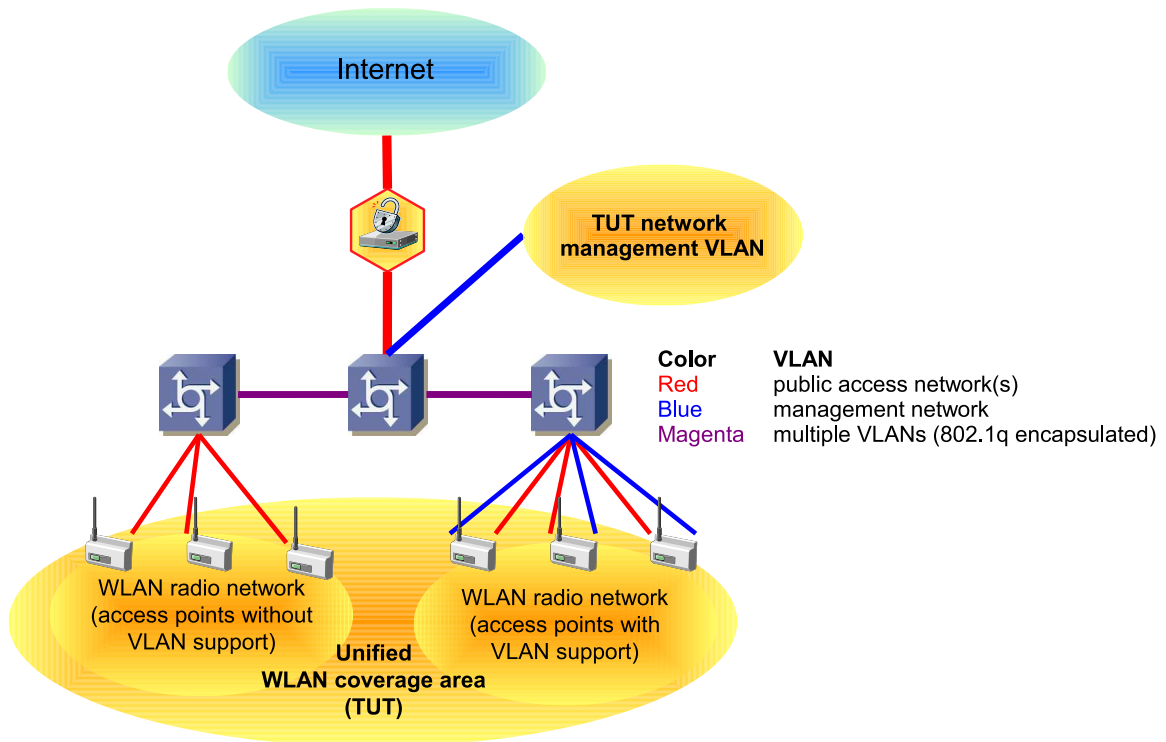 Internet
TUT network
management VLAN
Color VLAN
Red public access network(s)
Blue management network
Magenta multiple VLANs (802.1q encapsulated)
WLAN radio network
(access points without
VLAN support)
WLAN radio network
(access points with
VLAN support)
Unified
WLAN coverage area
(TUT)